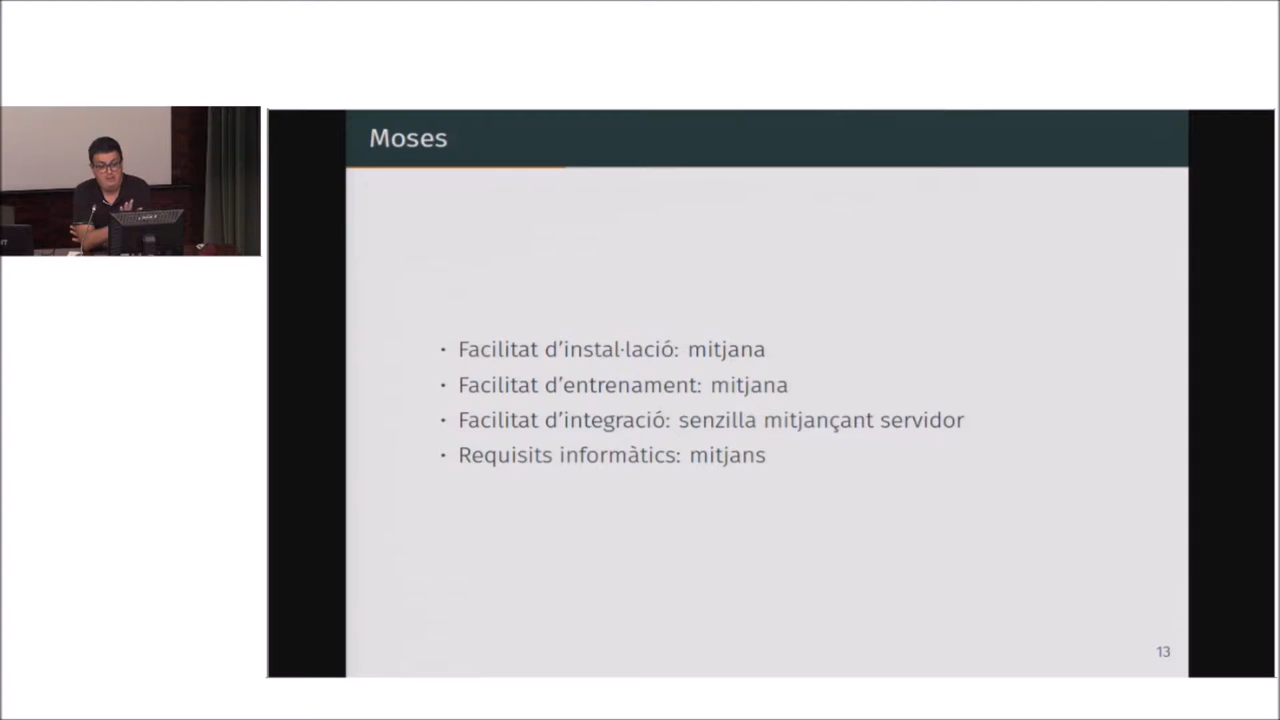 Moses
· Facilitat d'instal·lació: mitjana
· Facilitat d'entrenament: mitjana
· Facilitat d'integració: senzilla mitjançant servidor
· Requisits informàtics: mitjans
13